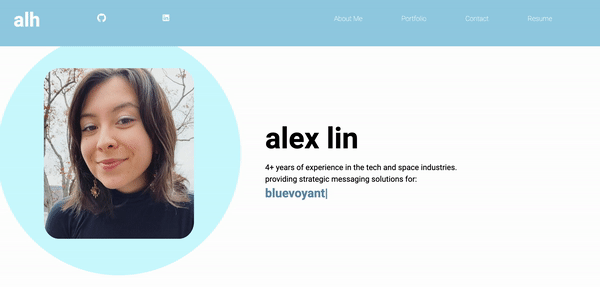 alh
About Me
Portfolio
Contact
Resume
alex lin
4+ years of experience in the tech and space industries.
providing strategic messaging solutions for:
bluevoyant|